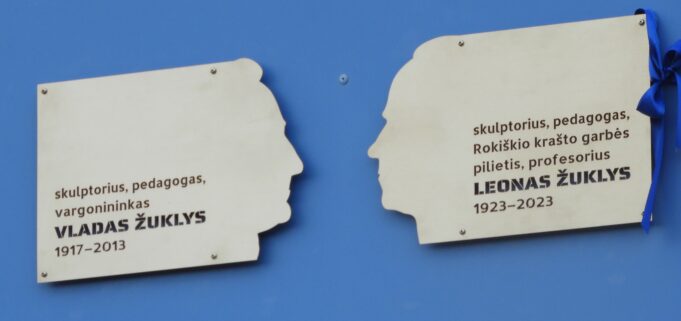 skulptorius, pedagogas,
vargonininkas
VLADAS ŽUKLYS
1917–2013
skulptorius, pedagogas,
Rokiškio krašto garbės
pilietis, profesorius
LEONAS ŽUKLYS
1923–2023